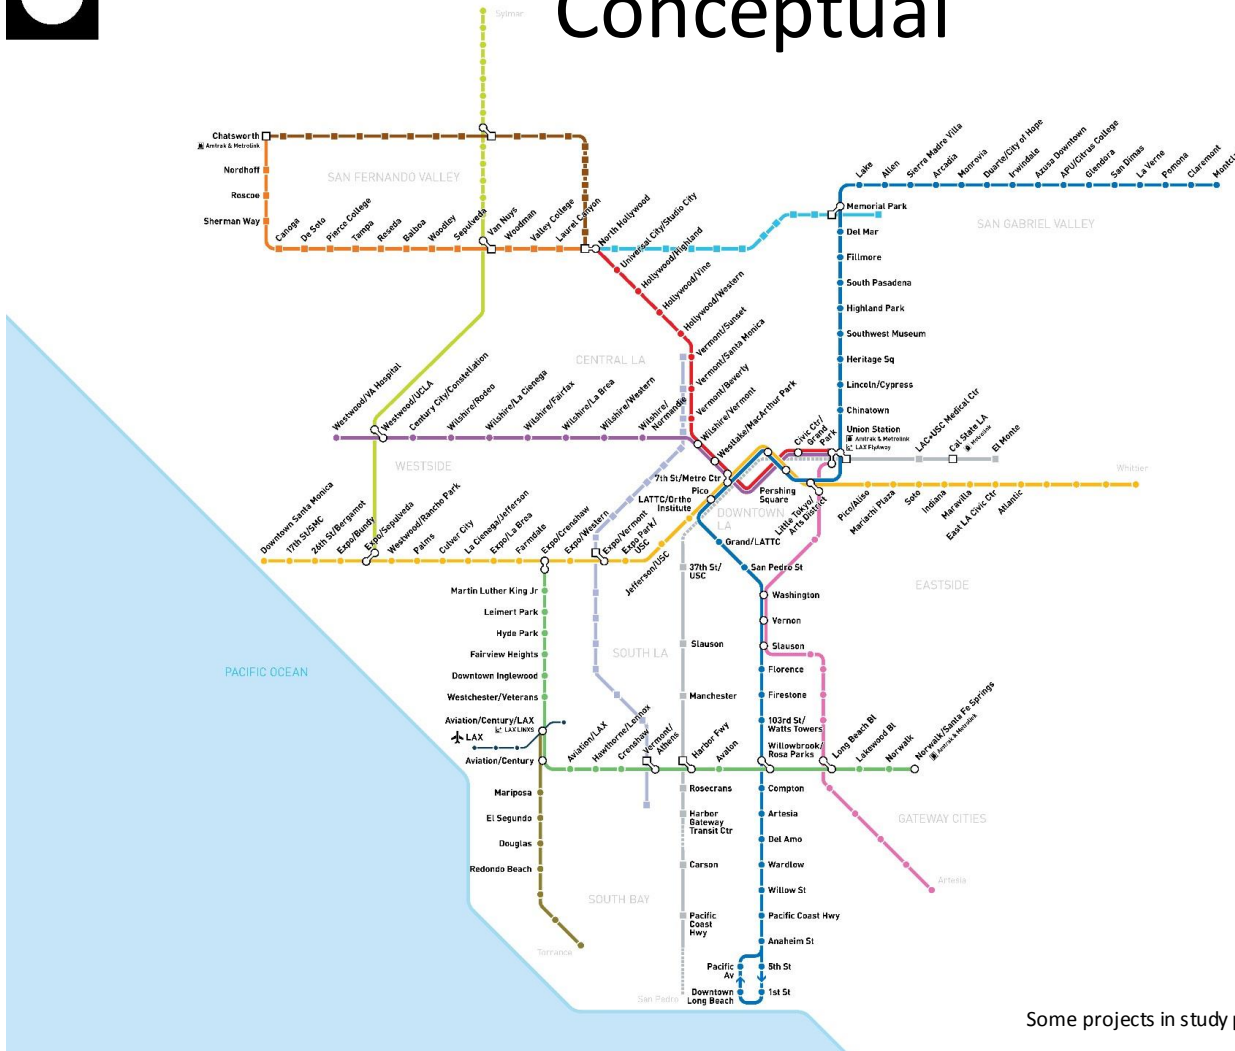 Conceptual
Sylmar
Chatsworth
Amtrak & Metrolink
Nordhoff
Roscoe
Sherman Way
SAN FERNANDO VALLEY
Canoga
De Soto
Pierce College
Tampa
Reseda
Balboa
Woodley
Sepulveda
Van Nuys
Woodman
Valley College
Laurel Canyon
North Hollywood
Universal City/Studio City
Hollywood/Highland
Hollywood/Vine
Hollywood/Western
Vermont/Sunset
Vermont/Santa Monica
Vermont/Beverly
Wilshire/Vermont
Westlake/MacArthur Park
Lake
Allen
Sierra Madre Villa
Arcadia
Monrovia
Duarte/City of Hope
Irwindale
Azusa Downtown
APU/Citrus College
Glendora
San Dimas
La Verne
Pomona
Claremont
Memorial Park
SAN GABRIEL VALLEY
Del Mar
Fillmore
South Pasadena
Highland Park
Southwest Museum
Heritage Sq
Lincoln/Cypress
Chinatown
Union Station
Amtrak & Metrolink
LAX FlyAway
CENTRAL LA
Westwood/VA Hospital
Westwood/UCLA
Century City/Constellation
Wilshire/Rodeo
Wilshire/La Cienega
Wilshire/Fairfax
Wilshire/La Brea
Wilshire/Western
Wilshire/
Normandie
WESTSIDE
Civic Ctr/
Grand
Park
LAC+USC Medical Ctr
Cal State LA
Metrolink
El Monte
Whittier
7th St/Metro Ctr
Pico
LATTC/Ortho
Institute
Pershing
Square
DOWNTOWN
LA
Little Tokyo/
Arts District
Pico/Aliso
Mariachi Plaza
Soto
Indiana
Maravilla
East LA Civic Ctr
Atlantic
Downtown Santa Monica
17th St/SMC
26th St/Bergamot
Expo/Bundy
Expo/Sepulveda
Westwood/Rancho Park
Palms
Culver City
La Cienega/Jefferson
Expo/La Brea
Farmdale
Expo/Crenshaw
Expo/Western
Expo/Vermont
Expo Park/
USC
Jefferson/USC
Grand/LATTC
San Pedro St
37th St/
USC
Washington
Vernon
Slauson
EASTSIDE
Martin Luther King Jr
Leimert Park
Hyde Park
Fairview Heights
Downtown Inglewood
Westchester/Veterans
PACIFIC OCEAN
SOUTH LA
Slauson
Manchester
Florence
Firestone
103rd St/
Watts Towers
Willowbrook/
Rosa Parks
Aviation/Century/LAX
LAX LINXS
LAX
Aviation/Century
Aviation/LAX
Hawthorne/Lennox
Crenshaw
Vermont/
Athens
Harbor Fwy
Avalon
Long Beach Bl
Lakewood Bl
Norwalk
Norwalk/Santa Fe Springs
Amtrak & Metrolink
Mariposa
El Segundo
Douglas
Redondo Beach
Torrance
SOUTH BAY
Rosecrans
Harbor
Gateway
Transit Ctr
Carson
Pacific
Coast
Hwy
San Pedro
Compton
Artesia
Del Amo
Wardlow
Willow St
Pacific Coast Hwy
Anaheim St
Pacific
Av
5th St
Downtown
Long Beach
1st St
GATEWAY CITIES
Artesia
Some projects in study